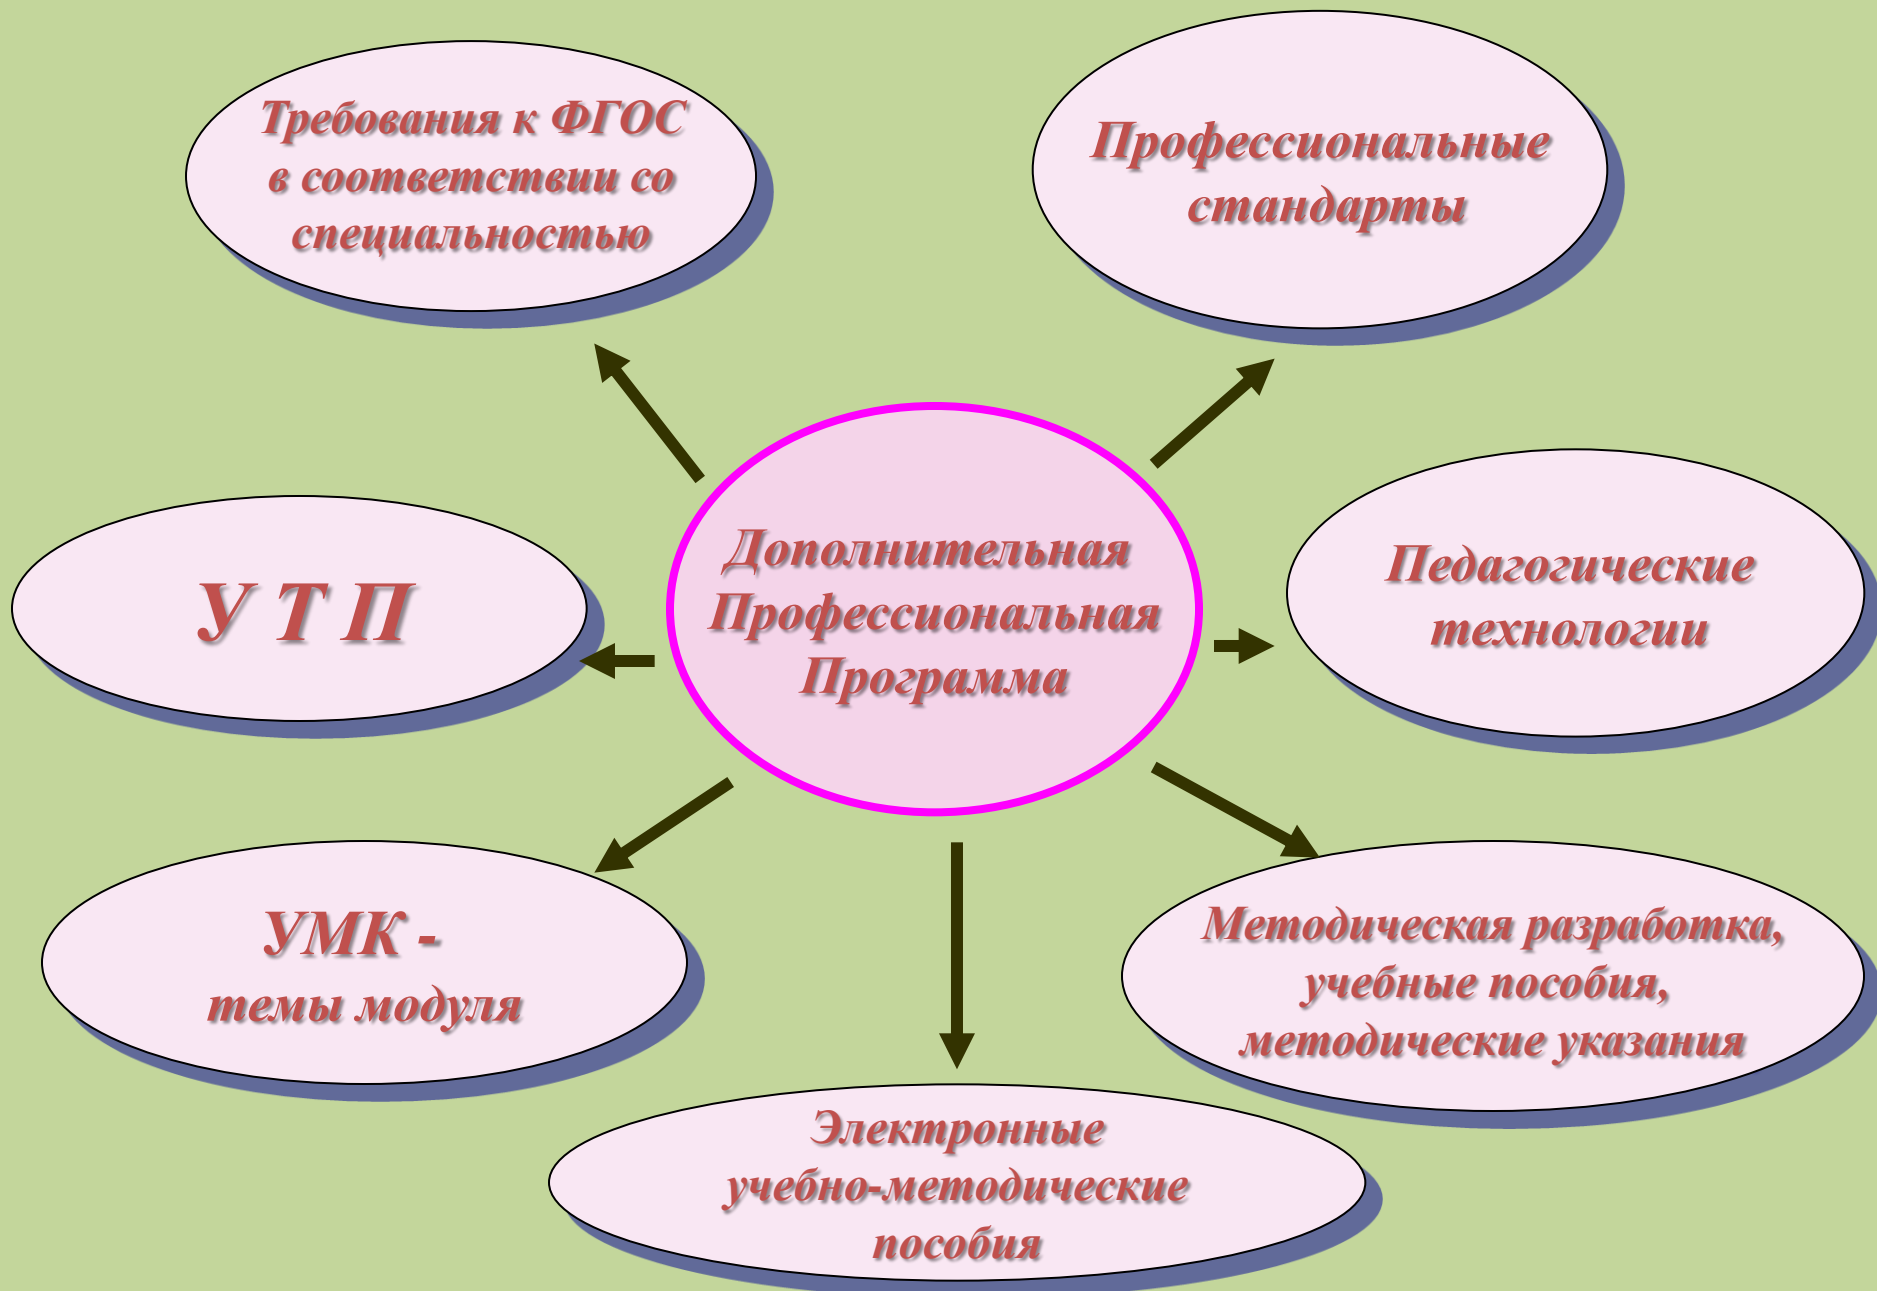 Требования к ФГОС
в соответствии со
специальностью
Профессиональные
стандарты
У Т П
Дополнительная
Профессиональная
Программа
Педагогические
технологии
УМК -
темы модуля
Методическая разработка,
учебные пособия,
методические указания
Электронные
учебно-методические
пособия